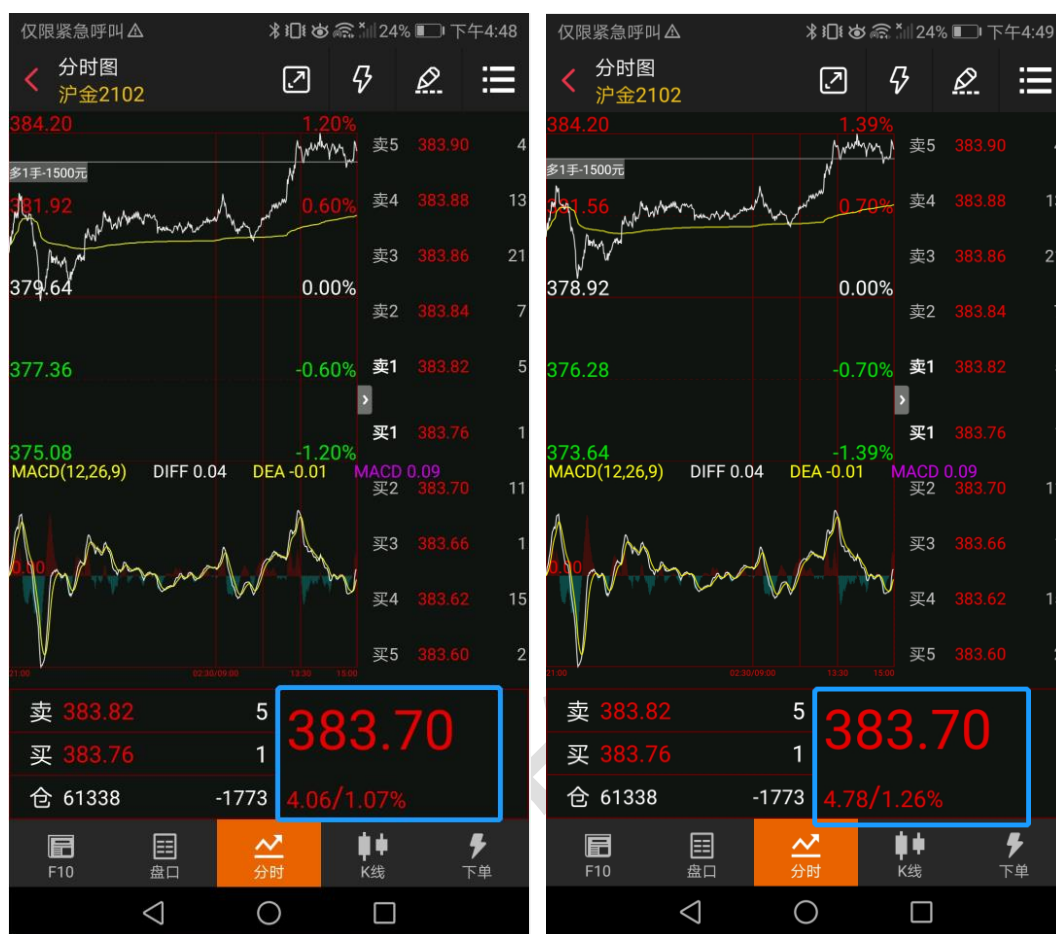 仅限紧急呼叫 24% 下午4:48
分时图
沪金2102
384.20 1.20%
卖5 383.90 4
多1手-1500元
381.92 0.60%
卖4 383.88 13
卖3 383.86 21
379.64 0.00%
卖2 383.84 7
377.36 -0.60%
卖1 383.82 5
买1 383.76 1
375.08 -1.20%
MACD(12,26,9) DIFF 0.04 DEA -0.01 MACD 0.09
买2 383.70 11
买3 383.66 1
0.00
买4 383.62 15
买5 383.60 2
21:00 02:30/09:00 13:30 15:00
卖 383.82 5
383.70
买 383.76 1
仓 61338 -1773
4.06/1.07%
F10 盘口 分时 K线 下单
仅限紧急呼叫 24% 下午4:49
分时图
沪金2102
384.20 1.39%
卖5 383.90
多1手-1500元
381.56 0.70%
卖4 383.88
卖3 383.86
378.92 0.00%
卖2 383.84
376.28 -0.70%
卖1 383.82
买1 383.76
373.64 -1.39%
MACD(12,26,9) DIFF 0.04 DEA -0.01 MACD 0.09
买2 383.70
买3 383.66
0.00
买4 383.62
买5 383.60
21:00 02:30/09:00 13:30 15:00
卖 383.82 5
383.70
买 383.76 1
仓 61338 -1773
4.78/1.26%
F10 盘口 分时 K线 下单